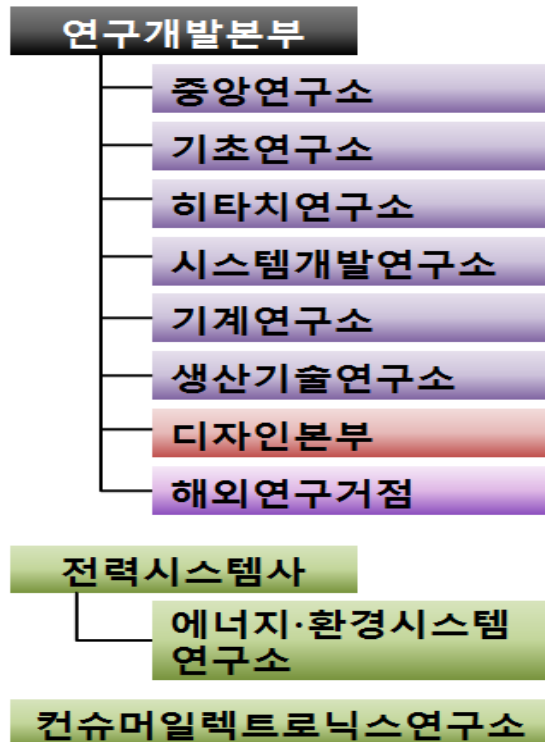 연구개발본부
중앙연구소
기초연구소
히타치연구소
시스템개발연구소
기계연구소
생산기술연구소
디자인본부
해외연구거점
전력시스템사
에너지·환경시스템
연구소
컨슈머일렉트로닉스연구소